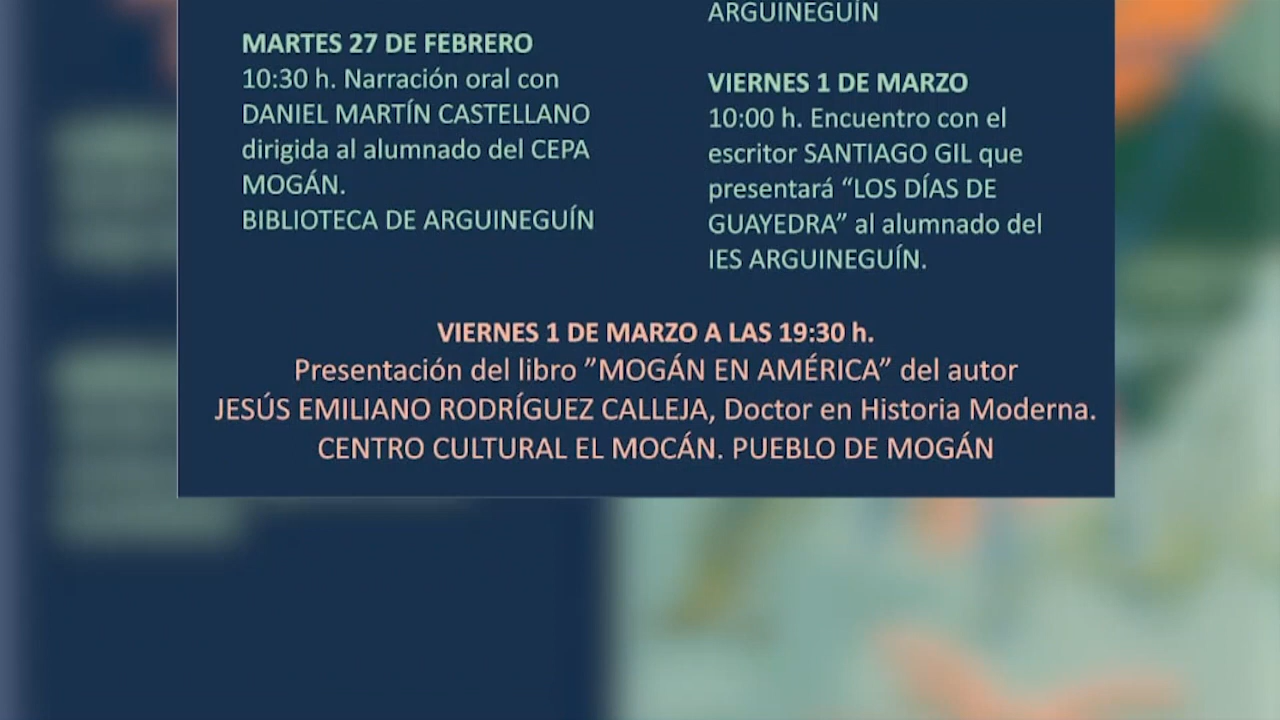 MARTES 27 DE FEBRERO
10:30 h. Narración oral con
DANIEL MARTÍN CASTELLANO
dirigida al alumnado del CEPA
MOGÁN.
BIBLIOTECA DE ARGUINEGUÍN
ARGUINEGUÍN
VIERNES 1 DE MARZO
10:00 h. Encuentro con el
escritor SANTIAGO GIL que
presentará “LOS DÍAS DE
GUAYEDRA” al alumnado del
IES ARGUINEGUÍN.
VIERNES 1 DE MARZO A LAS 19:30 h.
Presentación del libro ”MOGÁN EN AMÉRICA” del autor
JESÚS EMILIANO RODRÍGUEZ CALLEJA, Doctor en Historia Moderna.
CENTRO CULTURAL EL MOCÁN. PUEBLO DE MOGÁN